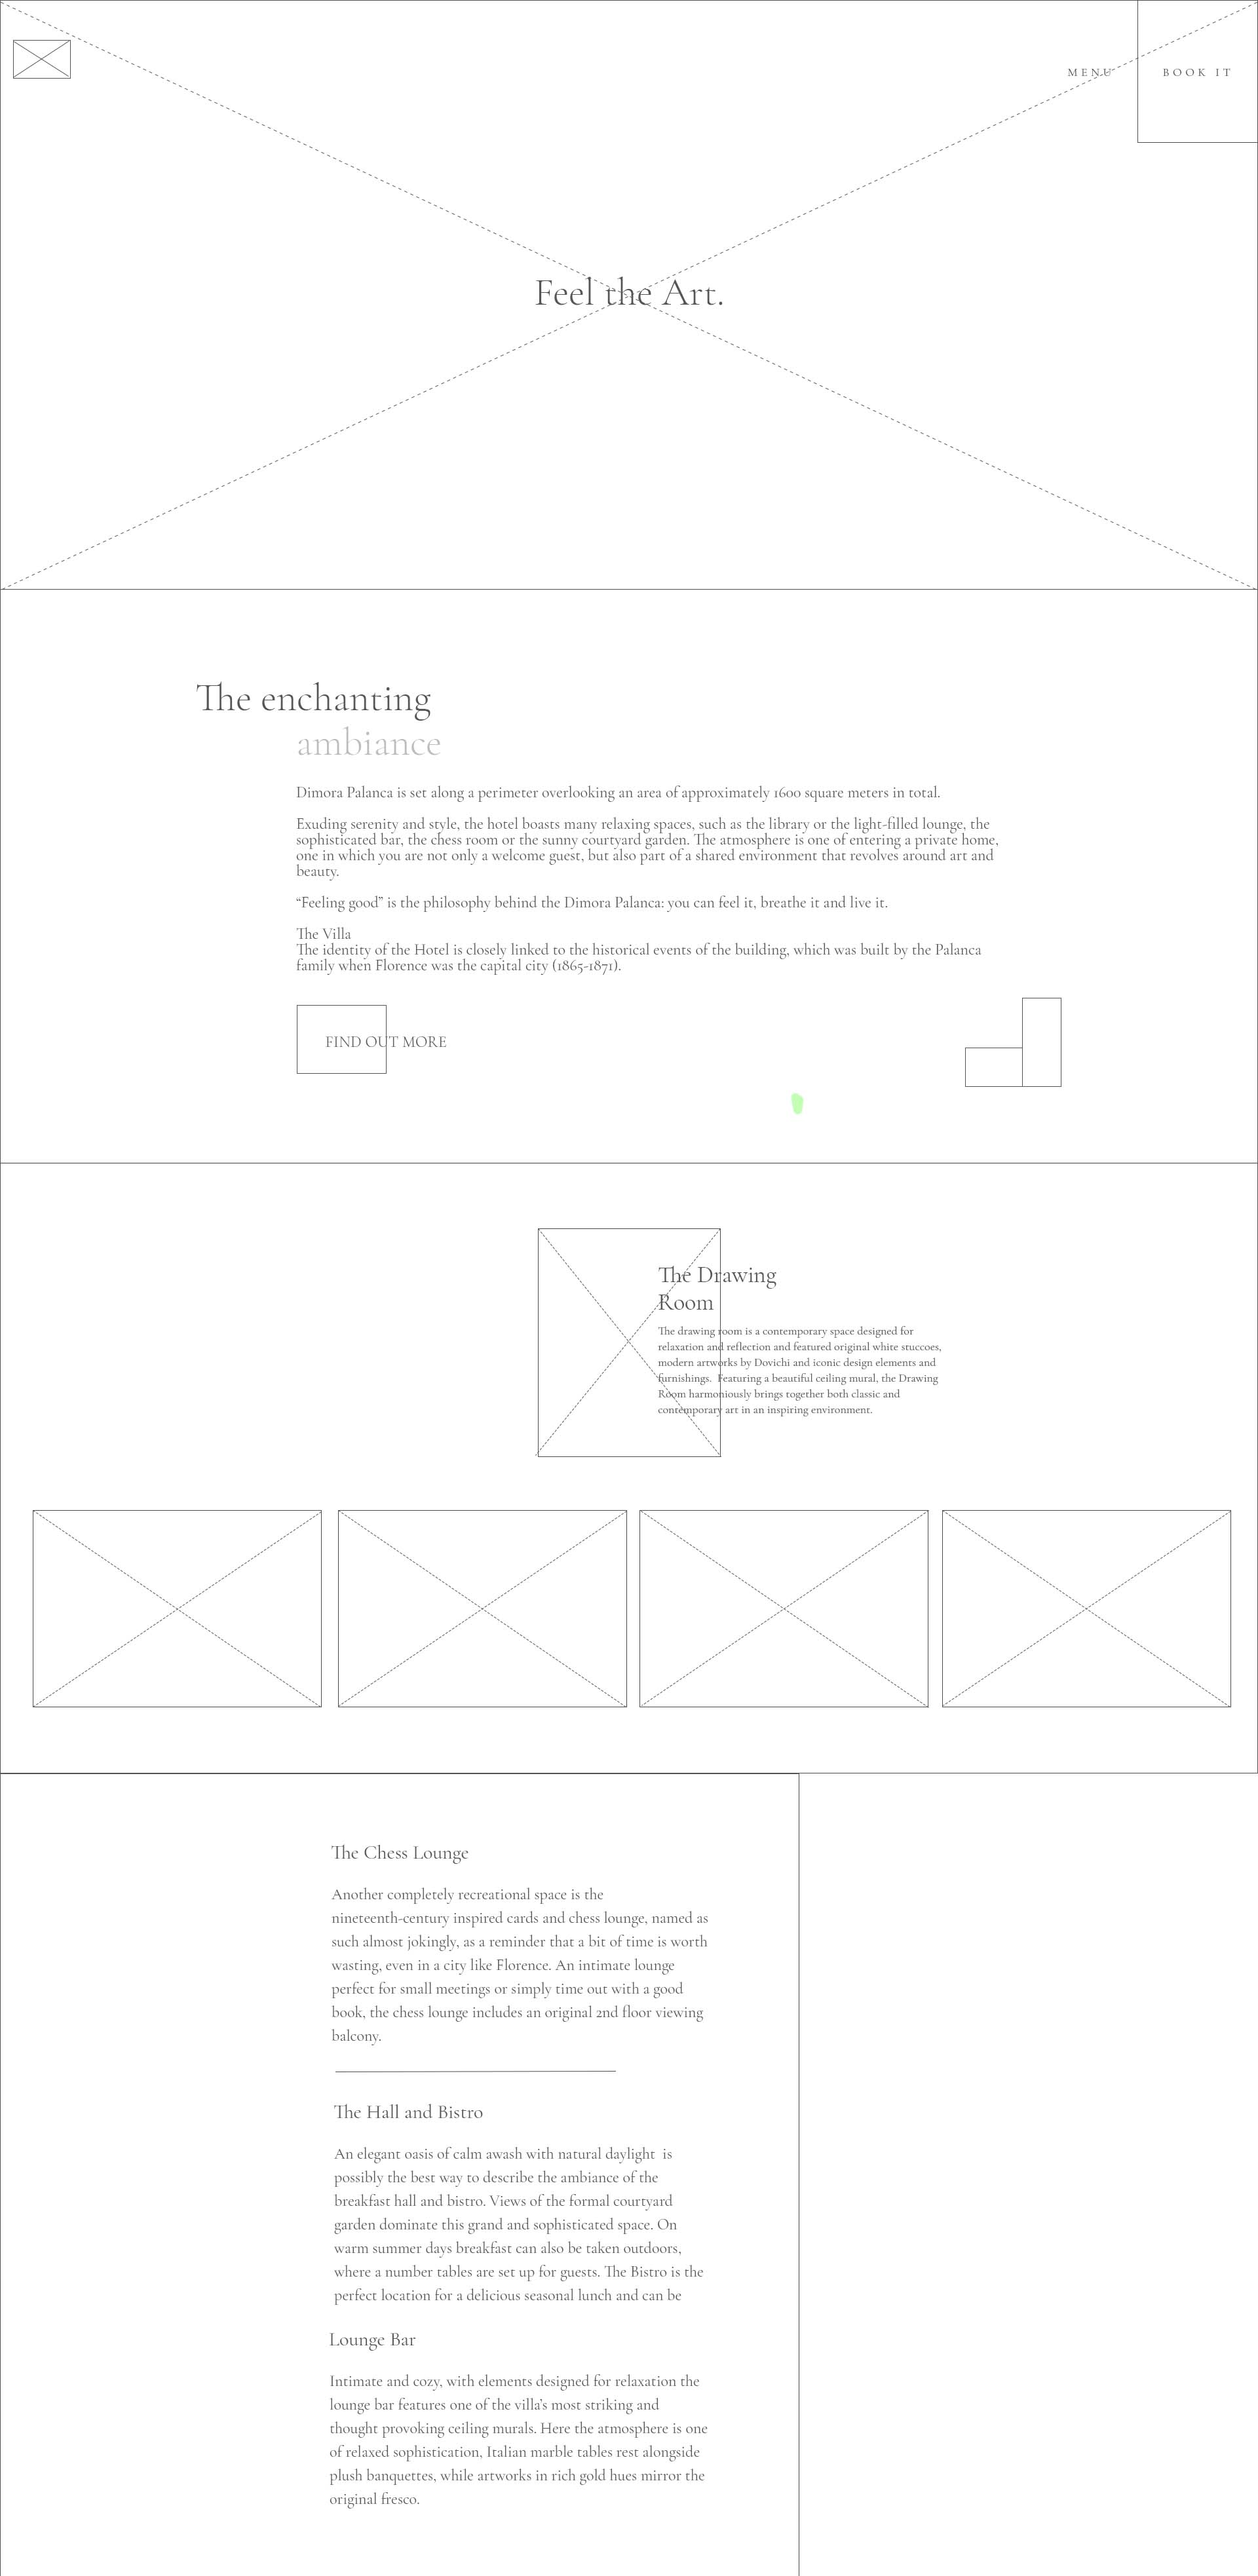 MENU
BOOK IT
Feel the Art.
The enchanting
ambiance
Dimora Palanca is set along a perimeter overlooking an area of approximately 1600 square meters in total.
Exuding serenity and style, the hotel boasts many relaxing spaces, such as the library or the light-filled lounge, the
sophisticated bar, the chess room or the sunny courtyard garden. The atmosphere is one of entering a private home,
one in which you are not only a welcome guest, but also part of a shared environment that revolves around art and
beauty.
“Feeling good” is the philosophy behind the Dimora Palanca: you can feel it, breathe it and live it.
The Villa
The identity of the Hotel is closely linked to the historical events of the building, which was built by the Palanca
family when Florence was the capital city (1865-1871).
FIND OUT MORE
The Drawing
Room
The drawing room is a contemporary space designed for
relaxation and reflection and featured original white stuccoes,
modern artworks by Dovichi and iconic design elements and
furnishings.  Featuring a beautiful ceiling mural, the Drawing
Room harmoniously brings together both classic and
contemporary art in an inspiring environment.
The Chess Lounge
Another completely recreational space is the
nineteenth-century inspired cards and chess lounge, named as
such almost jokingly, as a reminder that a bit of time is worth
wasting, even in a city like Florence. An intimate lounge
perfect for small meetings or simply time out with a good
book, the chess lounge includes an original 2nd floor viewing
balcony.
The Hall and Bistro
An elegant oasis of calm awash with natural daylight  is
possibly the best way to describe the ambiance of the
breakfast hall and bistro. Views of the formal courtyard
garden dominate this grand and sophisticated space. On
warm summer days breakfast can also be taken outdoors,
where a number tables are set up for guests. The Bistro is the
perfect location for a delicious seasonal lunch and can be
Lounge Bar
Intimate and cozy, with elements designed for relaxation the
lounge bar features one of the villa’s most striking and
thought provoking ceiling murals. Here the atmosphere is one
of relaxed sophistication, Italian marble tables rest alongside
plush banquettes, while artworks in rich gold hues mirror the
original fresco.